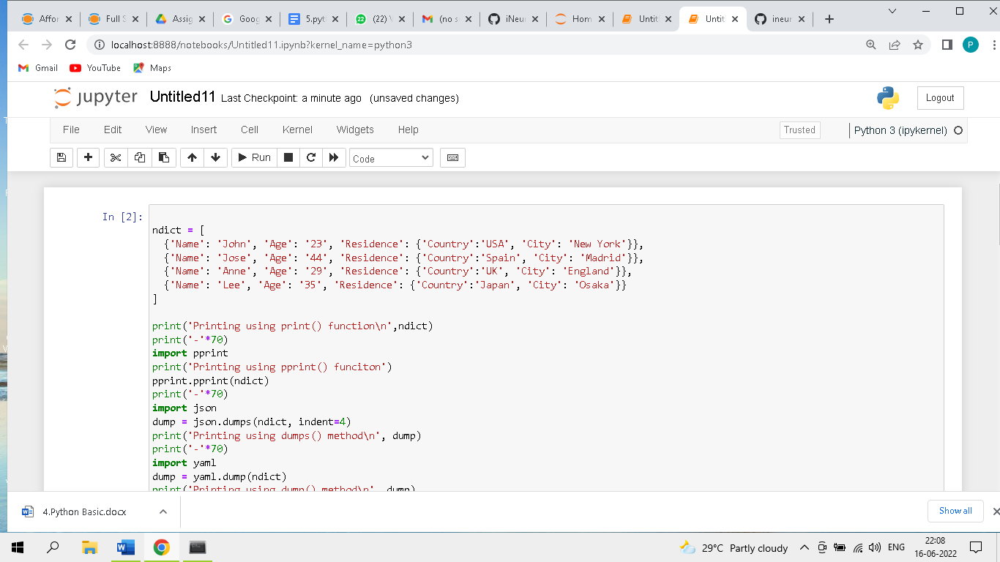 Affor
Full S
Assig
Goog
5.pyt
(22) \
(no s
iNeur
Hom
Untit
Untit
ineur
localhost:8888/notebooks/Untitled11.ipynb?kernel_name=python3
P
Gmail
YouTube
Maps
jupyter Untitled11 Last Checkpoint: a minute ago (unsaved changes)
Logout
File Edit View Insert Cell Kernel Widgets Help
Trusted
Python 3 (ipykernel)
Run
Code
In [2]:
ndict = [
  {'Name': 'John', 'Age': '23', 'Residence': {'Country':'USA', 'City': 'New York'}},
  {'Name': 'Jose', 'Age': '44', 'Residence': {'Country':'Spain', 'City': 'Madrid'}},
  {'Name': 'Anne', 'Age': '29', 'Residence': {'Country':'UK', 'City': 'England'}},
  {'Name': 'Lee', 'Age': '35', 'Residence': {'Country':'Japan', 'City': 'Osaka'}}
]
print('Printing using print() function\n',ndict)
print('-'*70)
import pprint
print('Printing using pprint() funciton')
pprint.pprint(ndict)
print('-'*70)
import json
dump = json.dumps(ndict, indent=4)
print('Printing using dumps() method\n', dump)
print('-'*70)
import yaml
dump = yaml.dump(ndict)
print('Printing using dump() method\n', dump)
4.Python Basic.docx
Show all
29°C Partly cloudy
ENG
22:08
16-06-2022